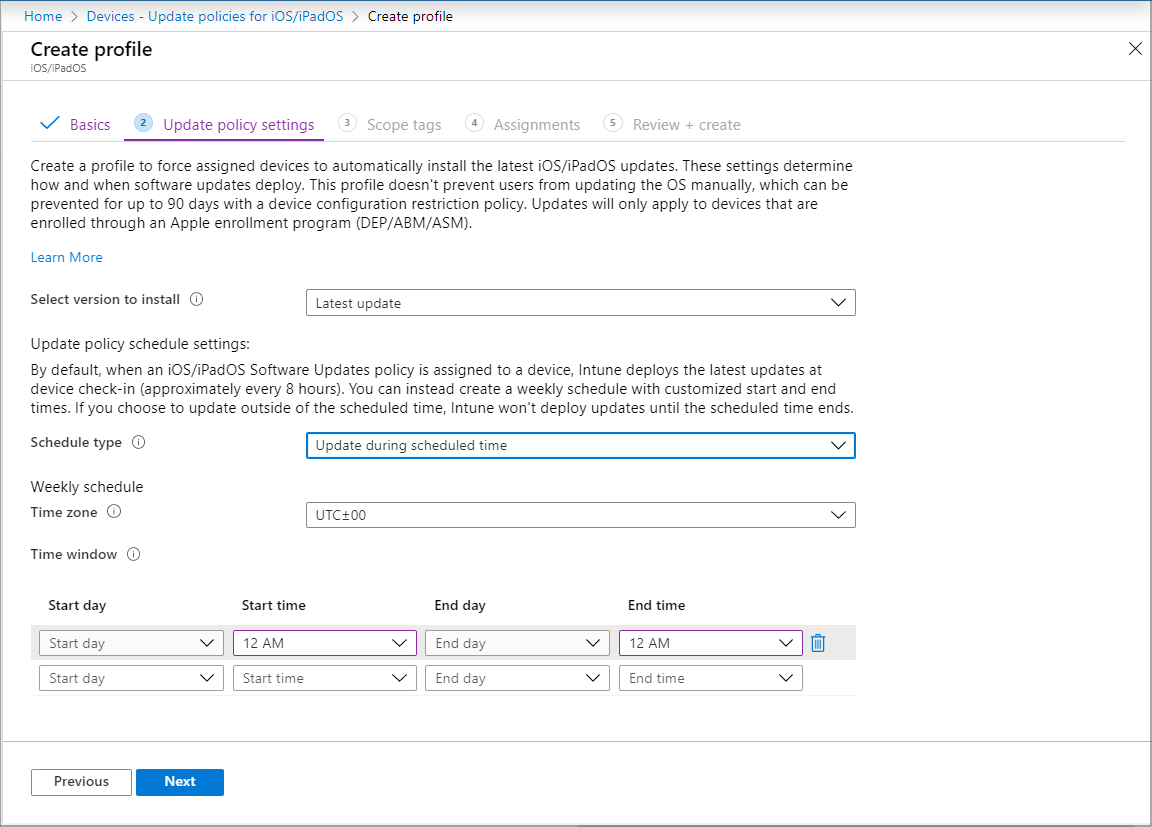 Home > Devices - Update policies for iOS/iPadOS > Create profile
Create profile
iOS/iPadOS
Basics 2 Update policy settings 3 Scope tags 4 Assignments 5 Review + create
Create a profile to force assigned devices to automatically install the latest iOS/iPadOS updates. These settings determine
how and when software updates deploy. This profile doesn't prevent users from updating the OS manually, which can be
prevented for up to 90 days with a device configuration restriction policy. Updates will only apply to devices that are
enrolled through an Apple enrollment program (DEP/ABM/ASM).
Learn More
Select version to install Latest update
Update policy schedule settings:
By default, when an iOS/iPadOS Software Updates policy is assigned to a device, Intune deploys the latest updates at
device check-in (approximately every 8 hours). You can instead create a weekly schedule with customized start and end
times. If you choose to update outside of the scheduled time, Intune won't deploy updates until the scheduled time ends.
Schedule type Update during scheduled time
Weekly schedule
Time zone UTC±00
Time window
Start day Start time End day End time
Start day 12 AM End day 12 AM
Start day Start time End day End time
Previous Next